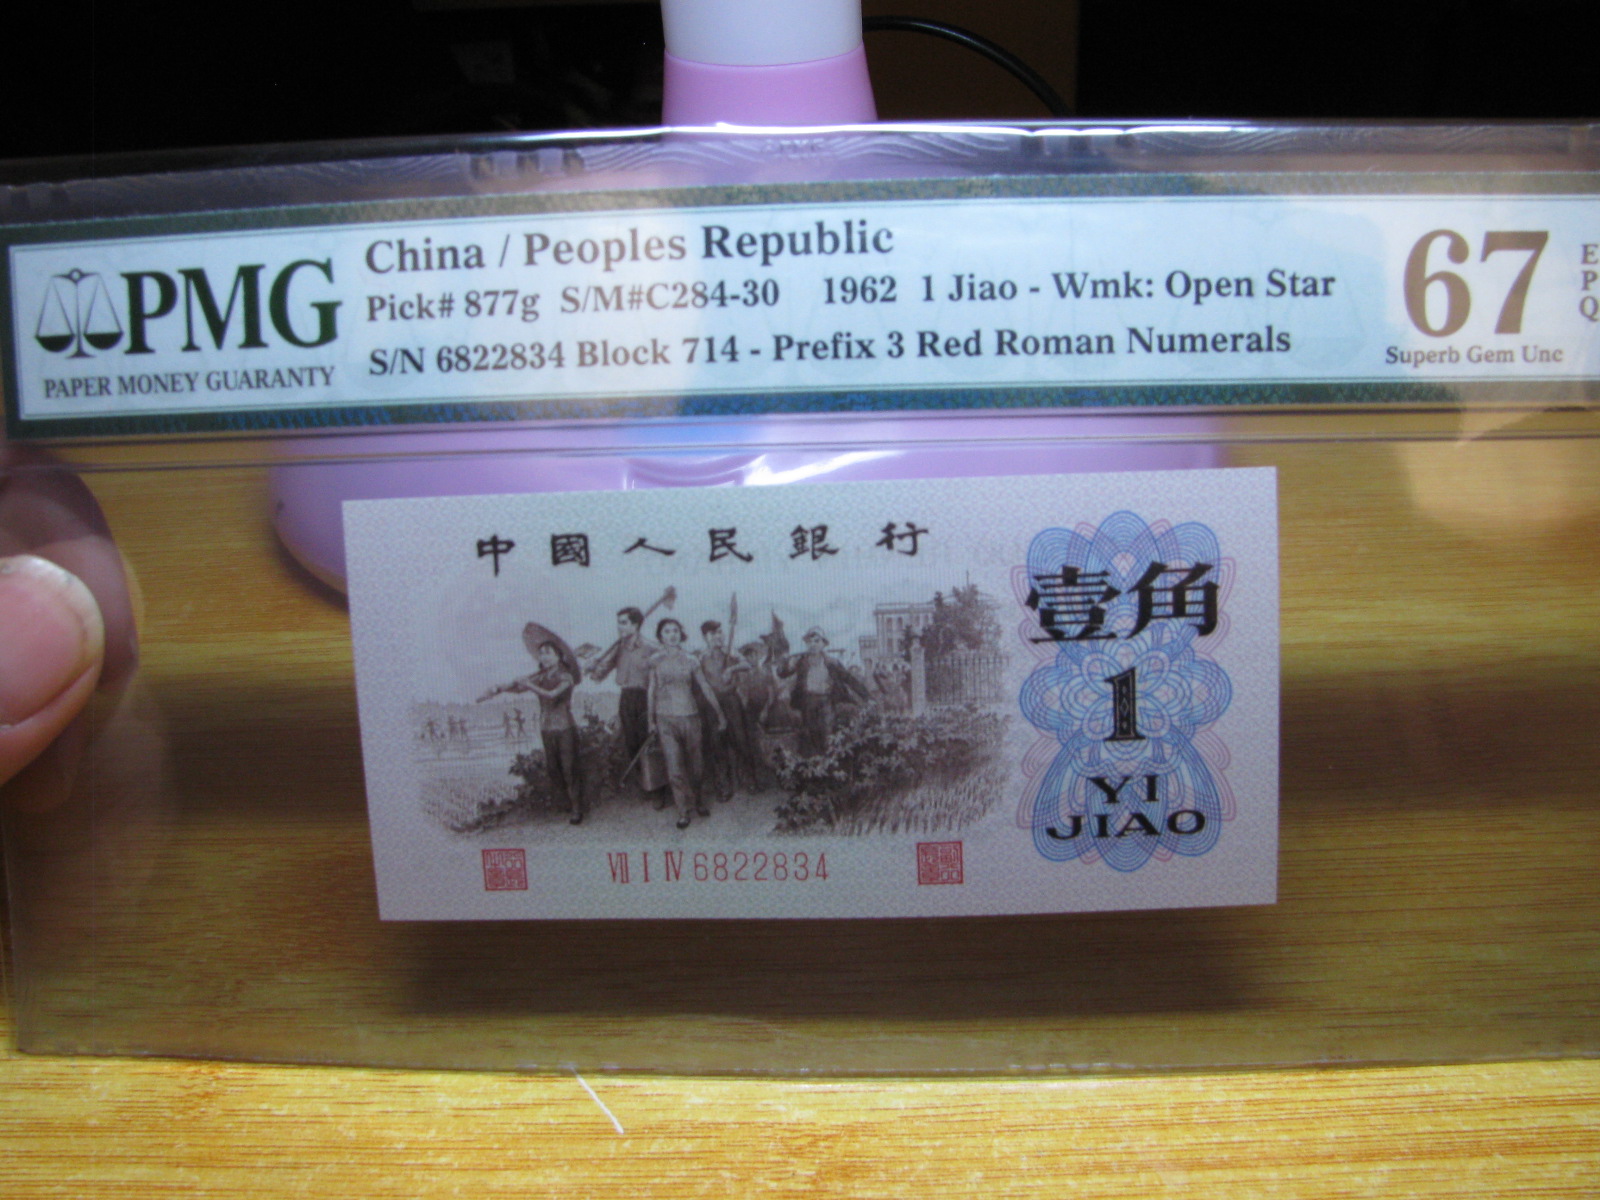 PMG
PAPER MONEY GUARANTY
China / Peoples Republic
Pick# 877g S/M#C284-30 1962 1 Jiao - Wmk: Open Star
S/N 6822834 Block 714 - Prefix 3 Red Roman Numerals
67
Superb Gem Unc
E
P
Q
中國人民銀行
壹角
1
YI
JIAO
VII I IV 6822834